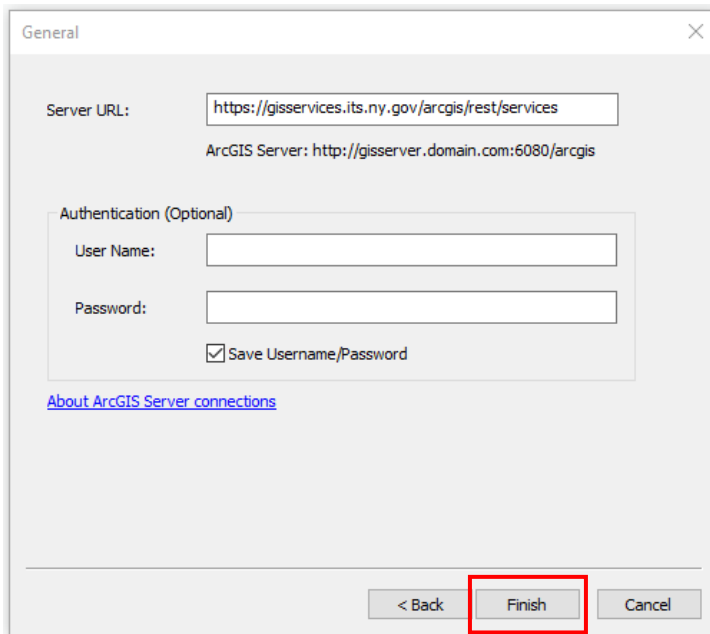 General
Server URL: https://gisservices.its.ny.gov/arcgis/rest/services
ArcGIS Server: http://gisserver.domain.com:6080/arcgis
Authentication (Optional)
User Name:
Password:
Save Username/Password
About ArcGIS Server connections
< Back Finish Cancel